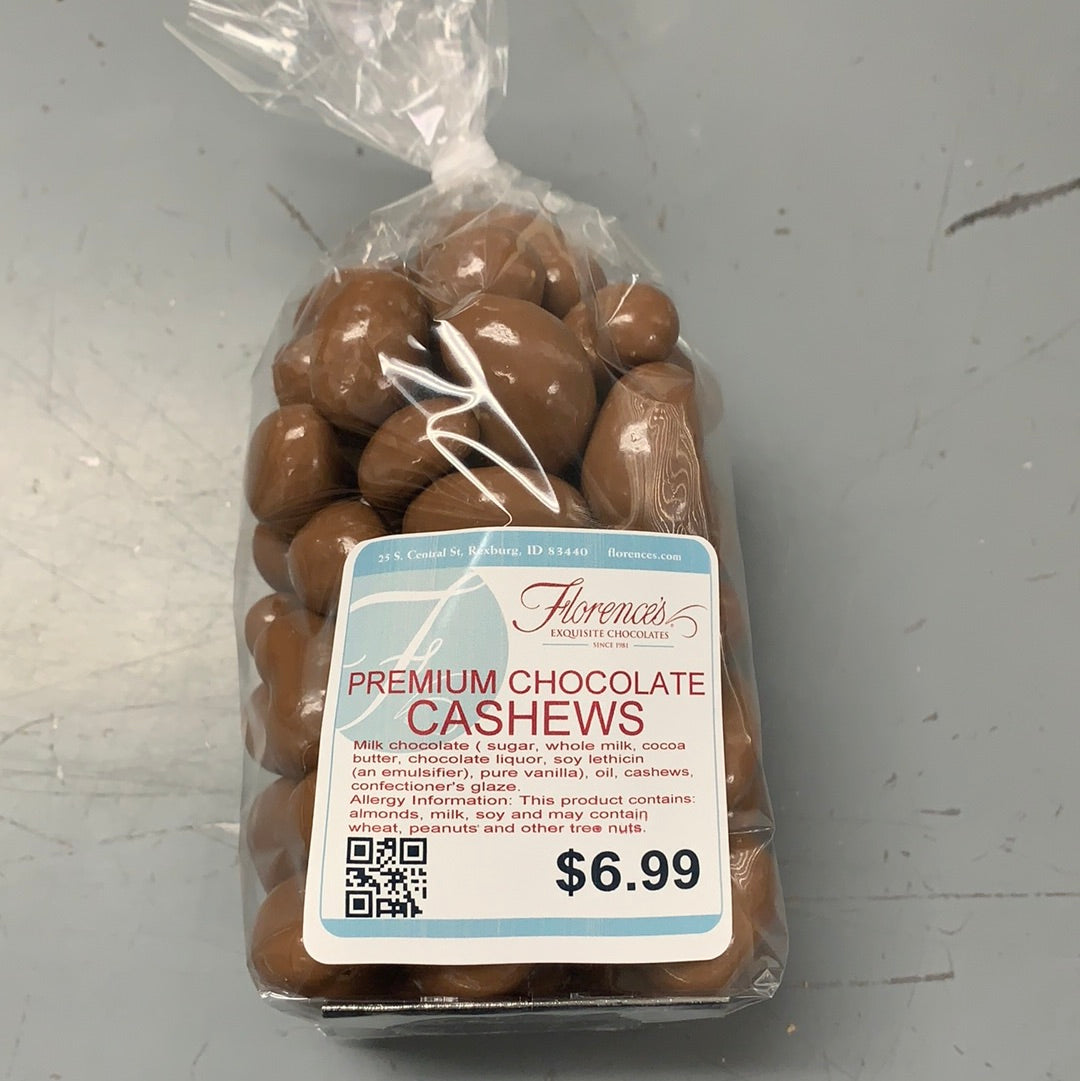 25 S. Central St, Rexburg, ID 83440 florences.com
Florence's
EXQUISITE CHOCOLATES
SINCE 1981
PREMIUM CHOCOLATE
CASHEWS
Milk chocolate ( sugar, whole milk, cocoa
butter, chocolate liquor, soy lethicin
(an emulsifier), pure vanilla), oil, cashews,
confectioner's glaze.
Allergy Information: This product contains:
almonds, milk, soy and may contain
wheat, peanuts and other tree nuts.
$6.99